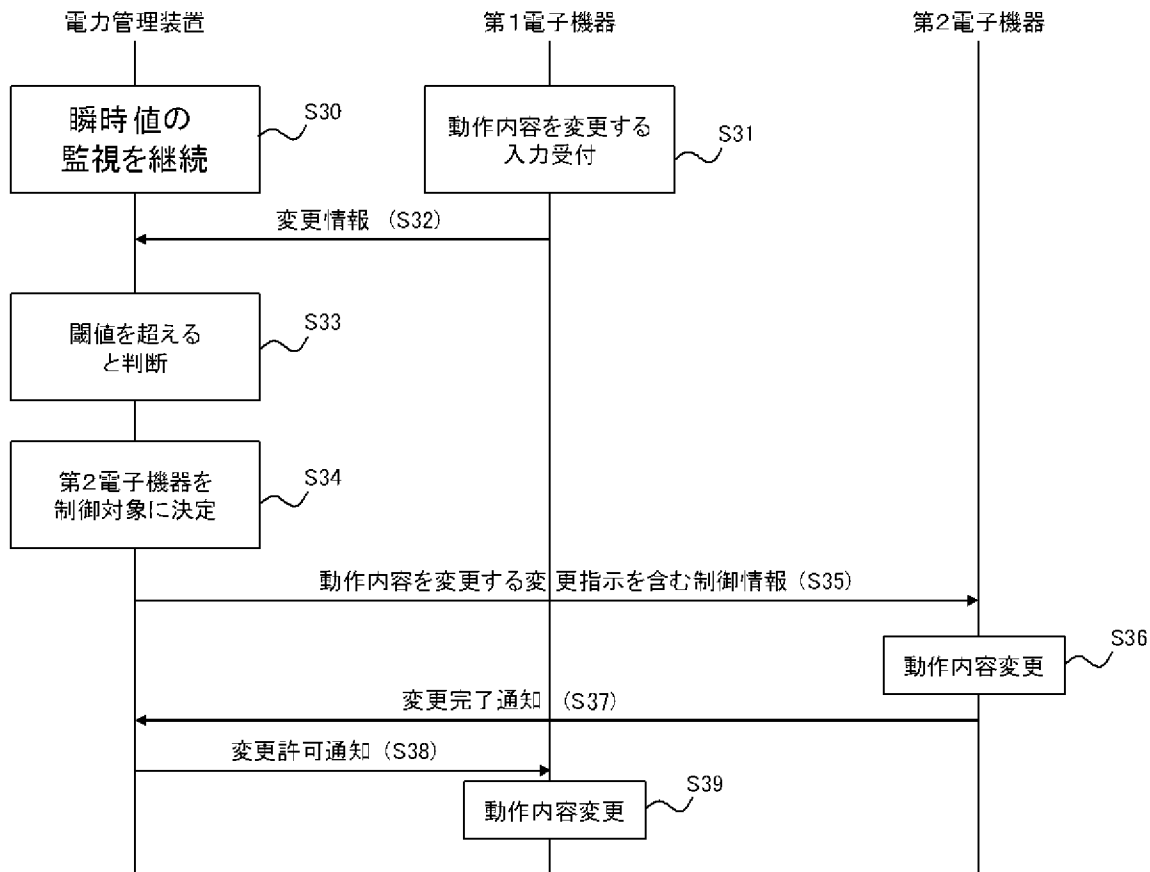 電力管理装置
第1電子機器
第2電子機器
瞬時値の
監視を継続
S30
動作内容を変更する
入力受付
S31
変更情報 (S32)
閾値を超える
と判断
S33
第2電子機器を
制御対象に決定
S34
動作内容を変更する変更指示を含む制御情報(S35)
動作内容変更
S36
変更完了通知 (S37)
変更許可通知(S38)
動作内容変更
S39